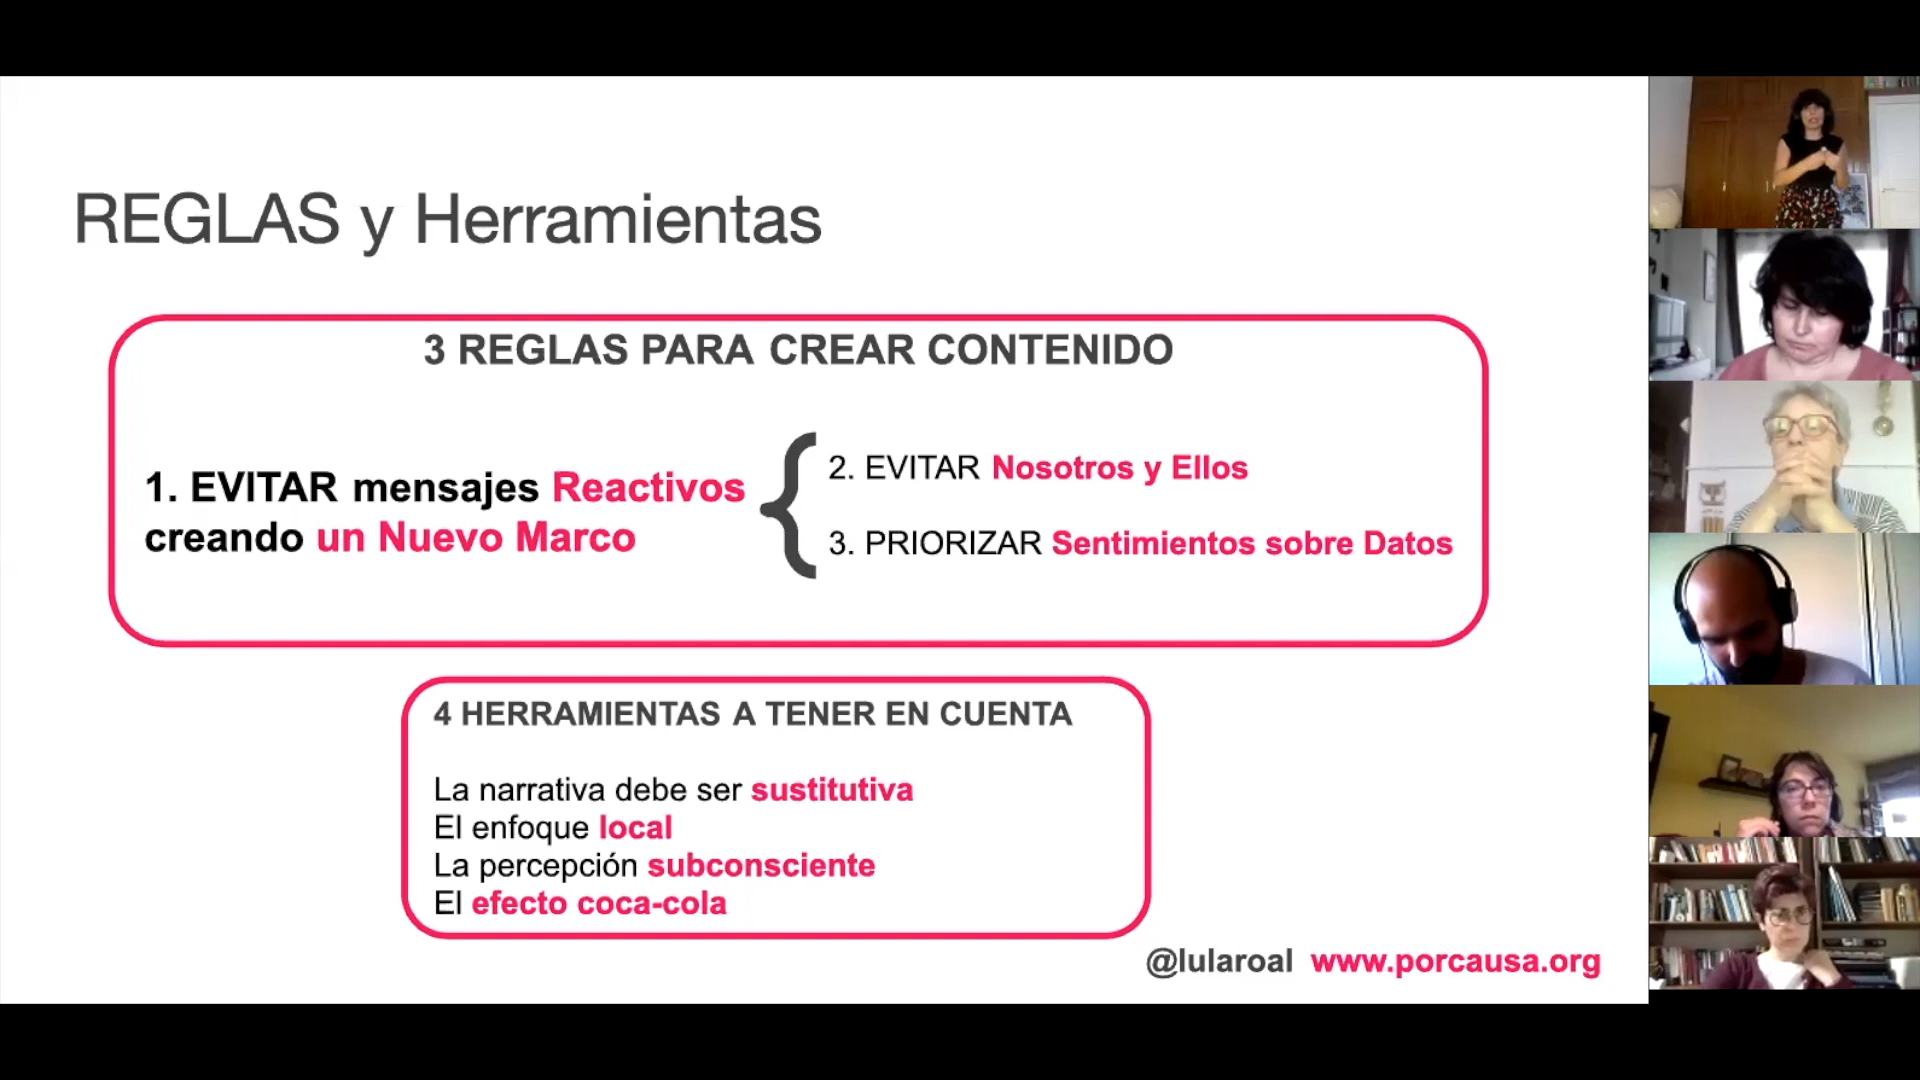 REGLAS y Herramientas
3 REGLAS PARA CREAR CONTENIDO
1. EVITAR mensajes Reactivos
creando un Nuevo Marco
2. EVITAR Nosotros y Ellos
3. PRIORIZAR Sentimientos sobre Datos
4 HERRAMIENTAS A TENER EN CUENTA
La narrativa debe ser sustitutiva
El enfoque local
La percepción subconsciente
El efecto coca-cola
@lularoal www.porcausa.org